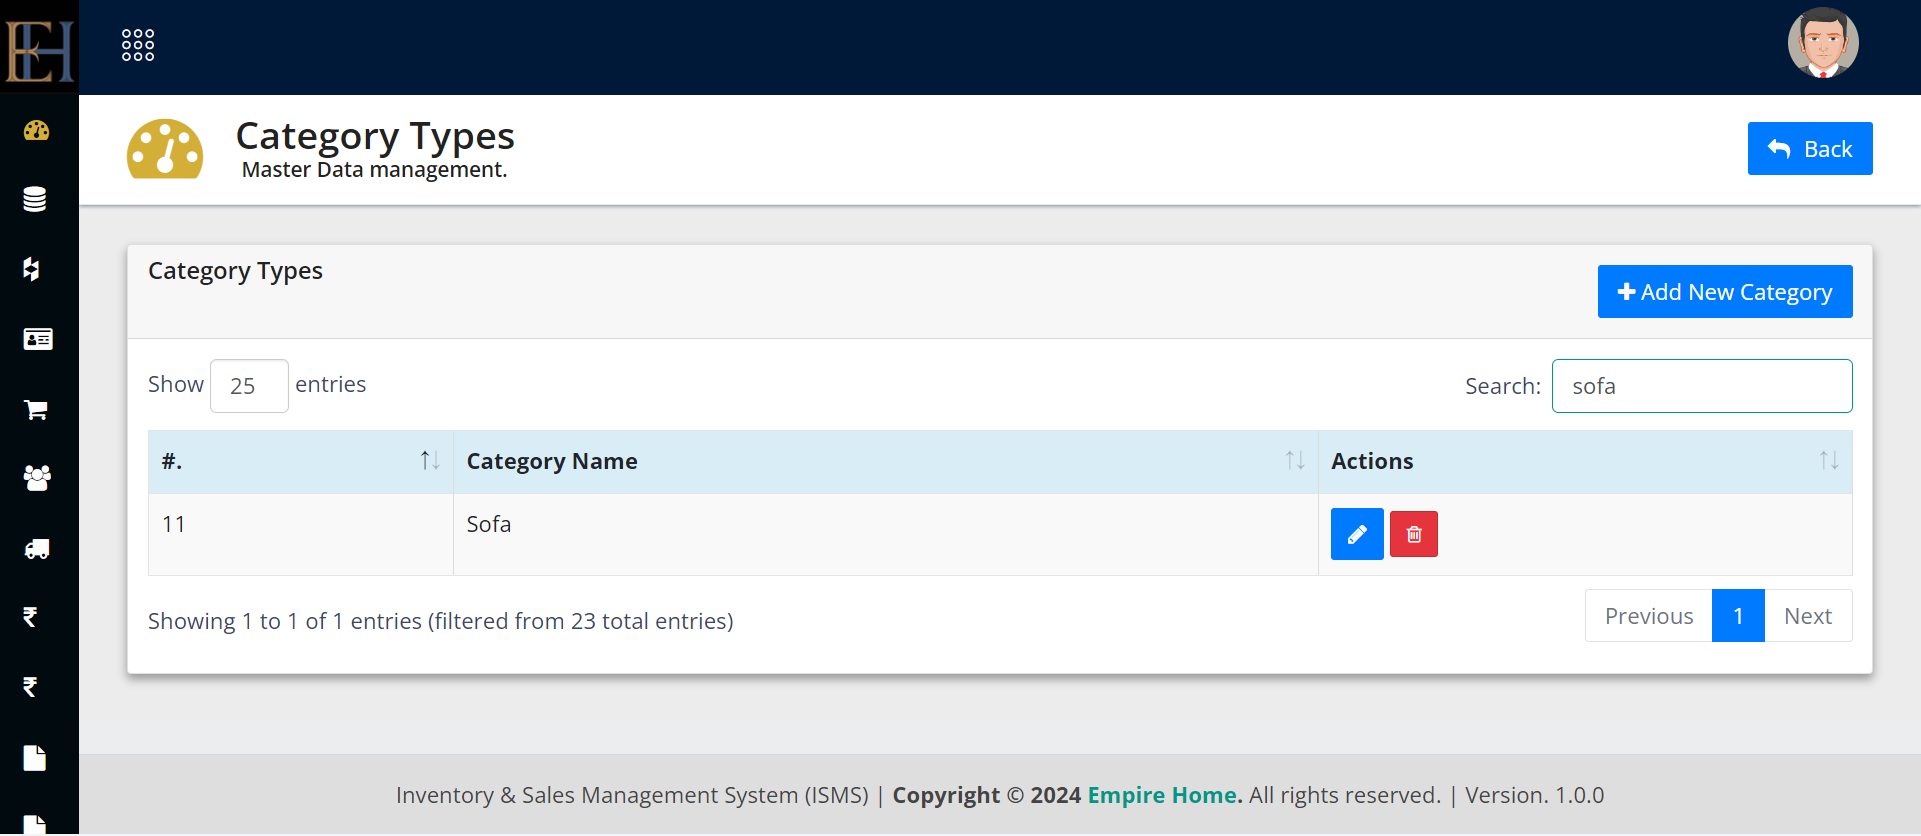 EH
Category Types
Master Data management.
Back
Category Types
Add New Category
Show 25 entries
Search: sofa
#. Category Name Actions
11 Sofa
Showing 1 to 1 of 1 entries (filtered from 23 total entries)
Previous 1 Next
Inventory & Sales Management System (ISMS) | Copyright © 2024 Empire Home. All rights reserved. | Version. 1.0.0